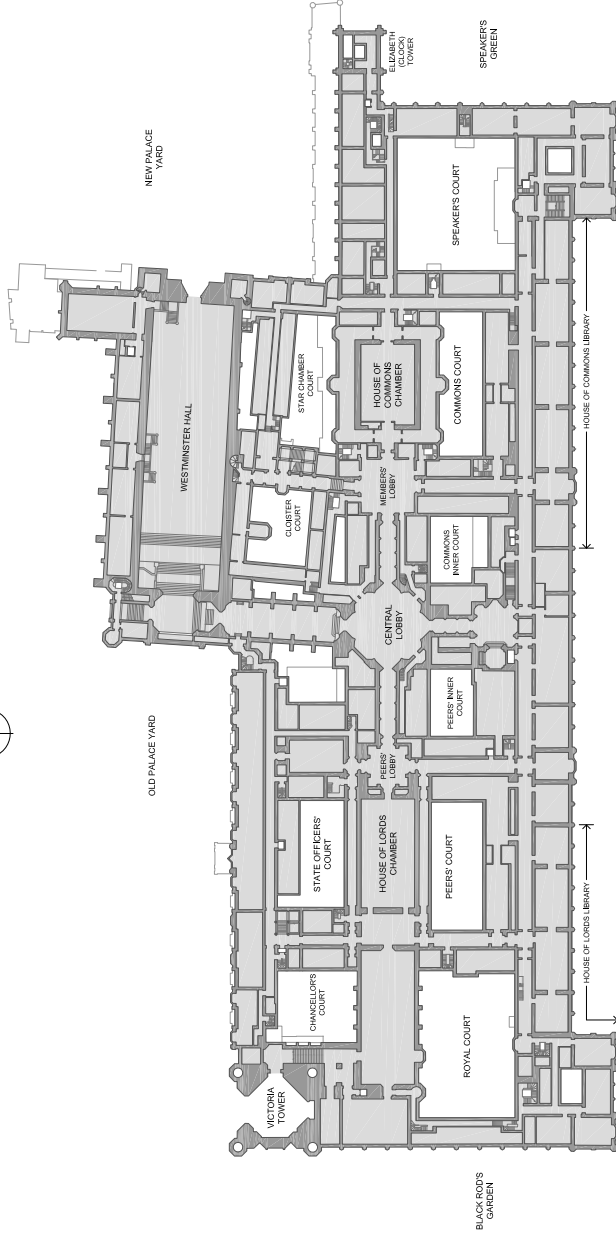 ELIZABETH
(CLOCK)
TOWER
SPEAKER'S
GREEN
NEW PALACE
YARD
SPEAKER'S COURT
WESTMINSTER HALL
STAR CHAMBER
COURT
HOUSE OF
COMMONS
CHAMBER
COMMONS COURT
HOUSE OF COMMONS LIBRARY
CLOISTER
COURT
MEMBERS'
LOBBY
COMMONS
INNER COURT
CENTRAL
LOBBY
OLD PALACE YARD
PEERS' INNER
COURT
PEERS'
LOBBY
STATE OFFICERS'
COURT
HOUSE OF LORDS
CHAMBER
PEERS' COURT
HOUSE OF LORDS LIBRARY
CHANCELLOR'S
COURT
ROYAL COURT
VICTORIA
TOWER
BLACK ROD'S
GARDEN